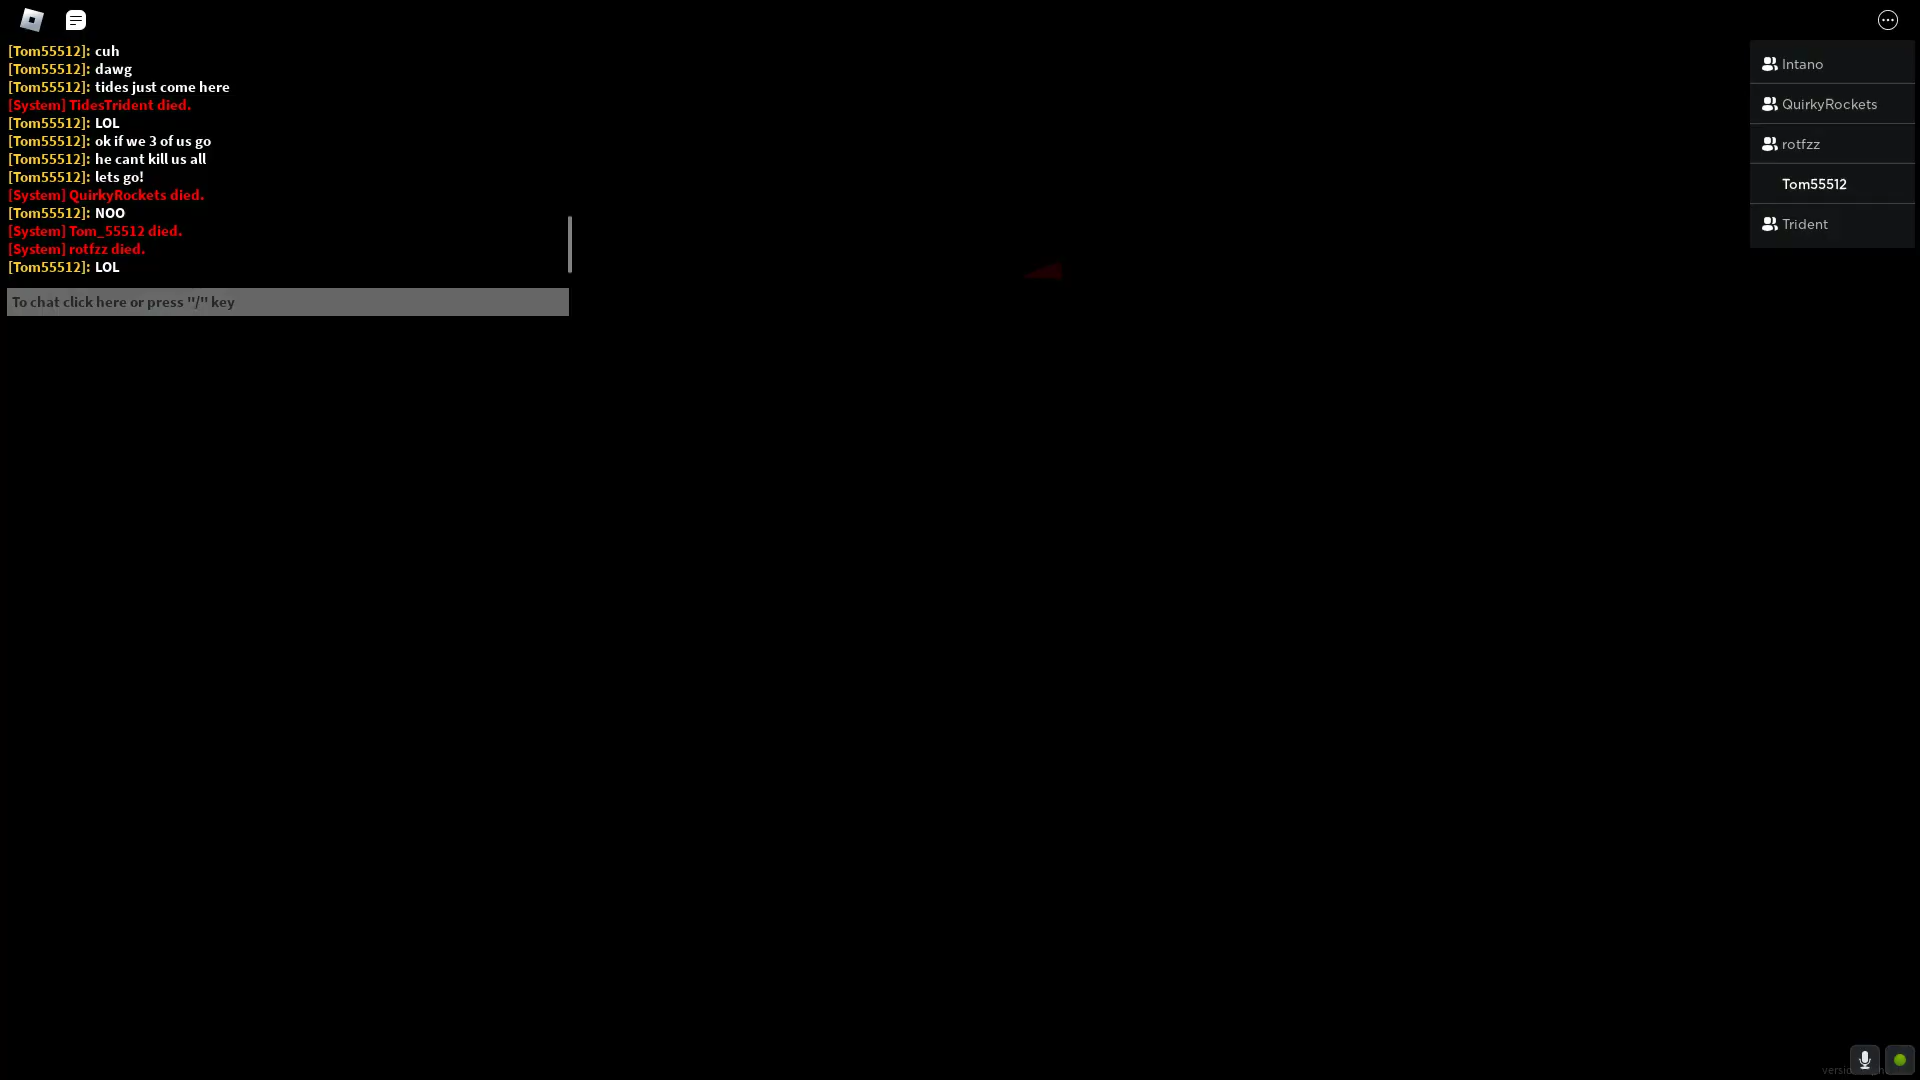 [Tom55512]: cuh
[Tom55512]: dawg
[Tom55512]: tides just come here
[System] TidesTrident died.
[Tom55512]: LOL
[Tom55512]: ok if we 3 of us go
[Tom55512]: he cant kill us all
[Tom55512]: lets go!
[System] QuirkyRockets died.
[Tom55512]: NOO
[System] Tom_55512 died.
[System] rotfzz died.
[Tom55512]: LOL
To chat click here or press "/" key
Intano
QuirkyRockets
rotfzz
Tom55512
Trident